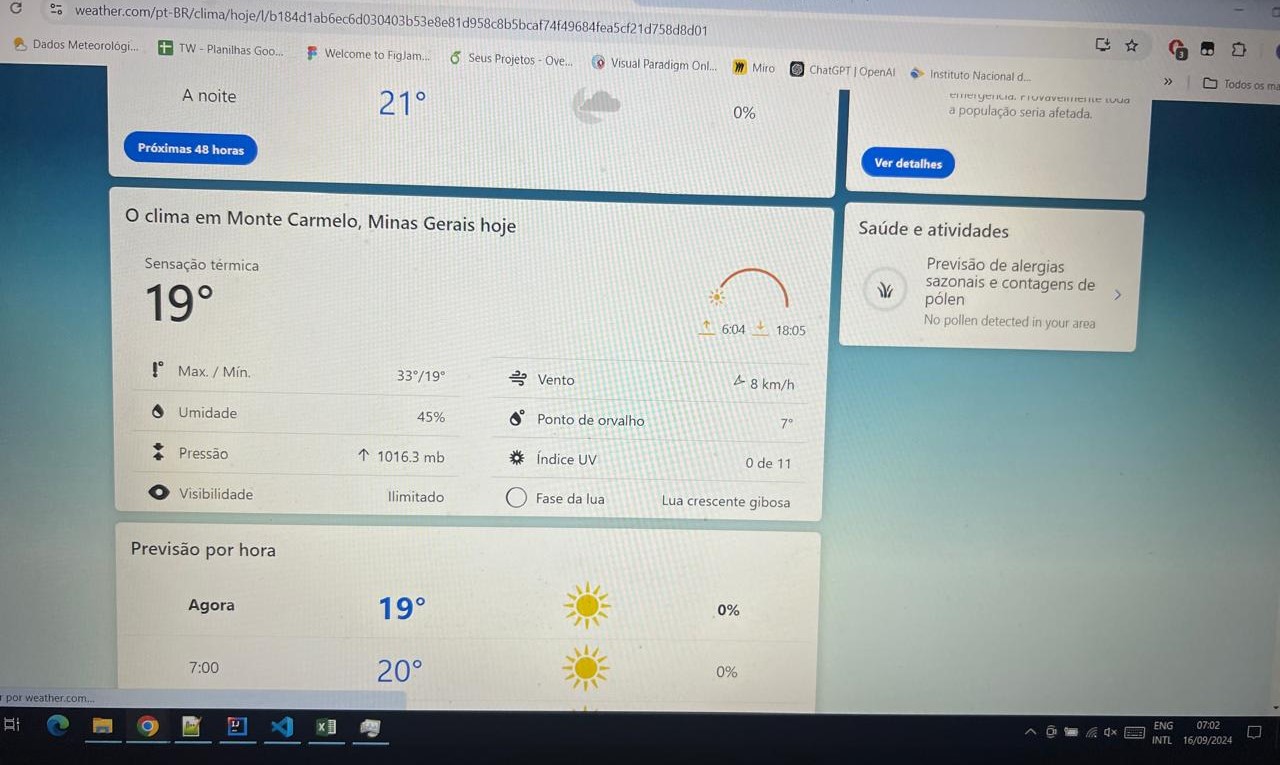 weather.com/pt-BR/clima/hoje/l/b184d1ab6ec6d030403b53e8e81d958c8b5bcaf74f49684fea5cf21d758d8d01
Dados Meteorológi... TW - Planilhas Goo... Welcome to FigJam... Seus Projetos - Ove... Visual Paradigm Onl... Miro ChatGPT | OpenAI Instituto Nacional d...
3
» Todos os ma
A noite 21° 0%
Próximas 48 horas
emergência. Provavelmente toda
a população seria afetada.
Ver detalhes
O clima em Monte Carmelo, Minas Gerais hoje
Sensação térmica
19°
6:04 18:05
Max. / Mín. 33°/19°
Vento 8 km/h
Umidade 45%
Ponto de orvalho 7°
Pressão ↑ 1016.3 mb
Índice UV 0 de 11
Visibilidade Ilimitado
Fase da lua Lua crescente gibosa
Saúde e atividades
Previsão de alergias
sazonais e contagens de
pólen
No pollen detected in your area
Previsão por hora
Agora 19° 0%
7:00 20° 0%
r por weather.com...
ENG 07:02
INTL 16/09/2024